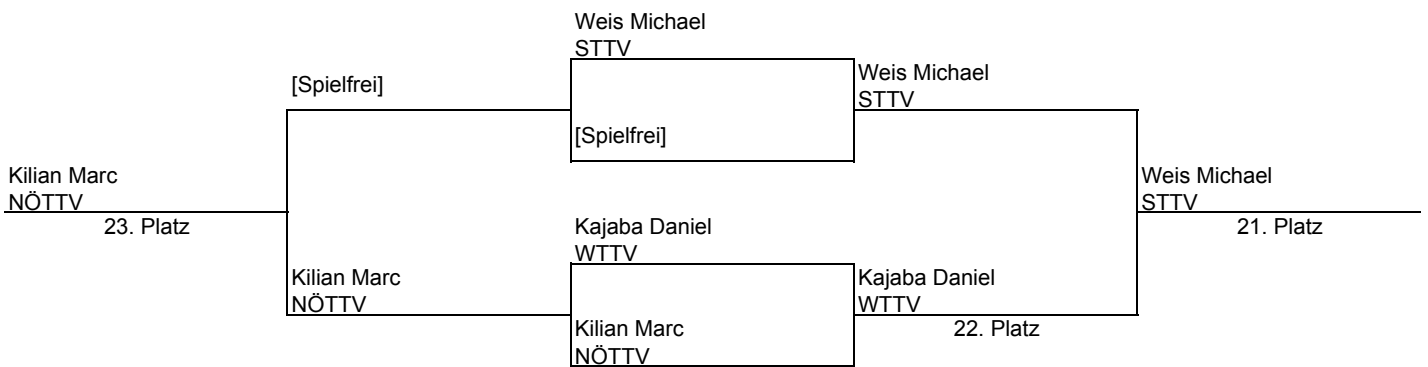 Weis Michael
STTV
[Spielfrei]
Weis Michael
STTV
[Spielfrei]
Kilian Marc
NÖTTV
23. Platz
Weis Michael
STTV
21. Platz
Kajaba Daniel
WTTV
Kilian Marc
NÖTTV
Kajaba Daniel
WTTV
22. Platz
Kilian Marc
NÖTTV